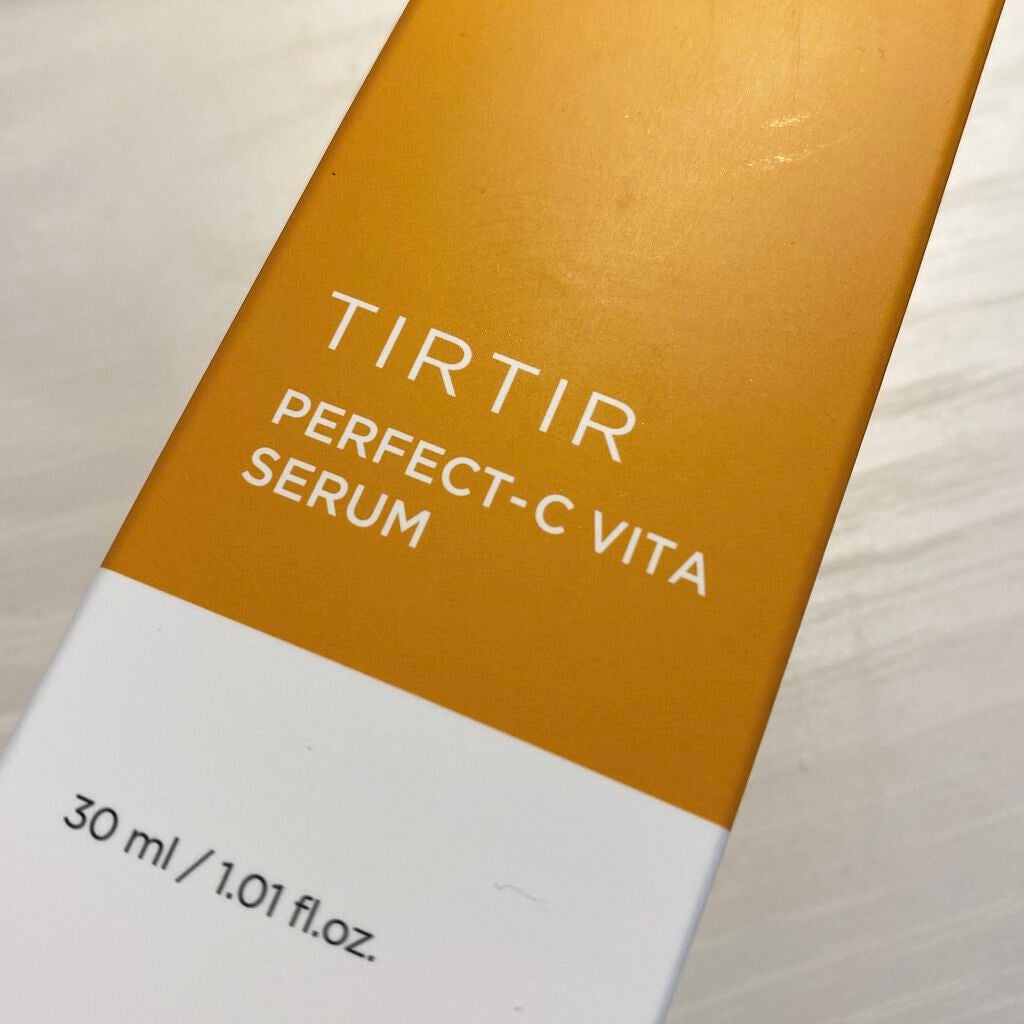 TIRTIR
PERFECT-C VITA
SERUM
30 ml / 1.01 fl.oz.